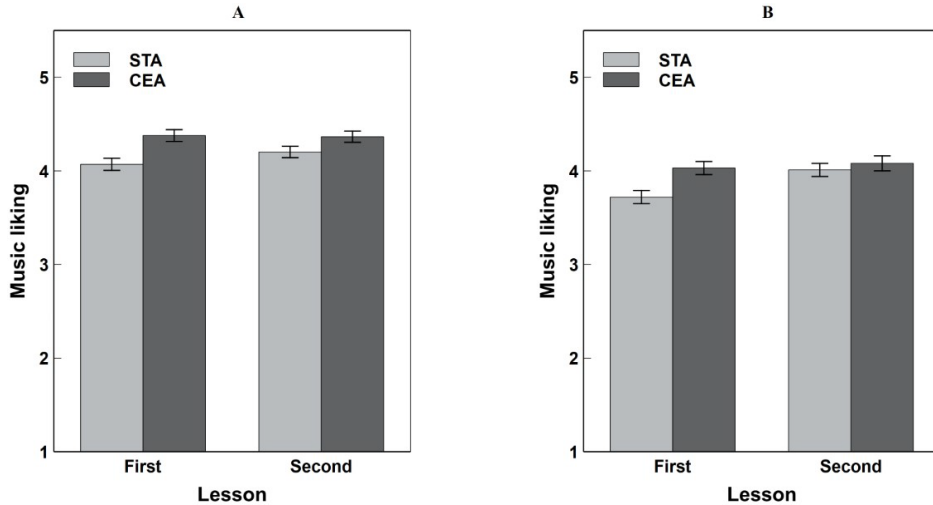 A
STA
CEA
5
4
3
2
1
Music liking
First
Second
Lesson
B
STA
CEA
5
4
3
2
1
Music liking
First
Second
Lesson